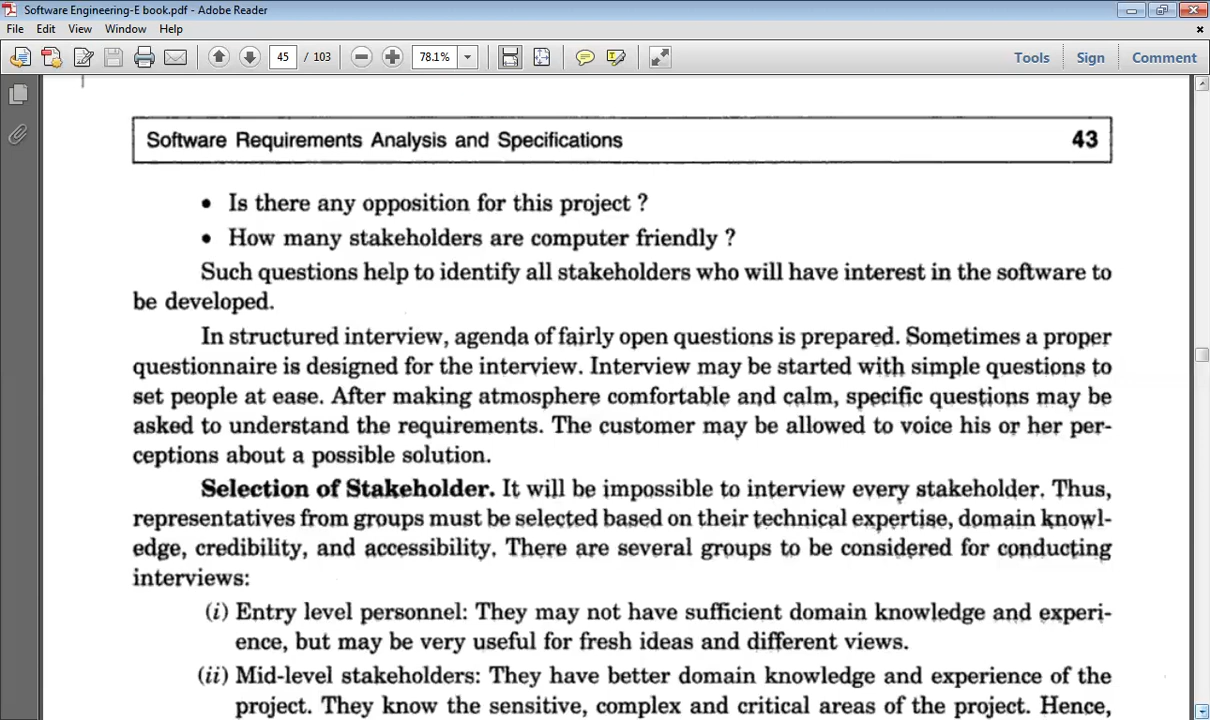 Software Engineering-E book.pdf - Adobe Reader
File Edit View Window Help
45 / 103 78.1% Tools Sign Comment
Software Requirements Analysis and Specifications 43
• Is there any opposition for this project ?
• How many stakeholders are computer friendly ?
Such questions help to identify all stakeholders who will have interest in the software to
be developed.
In structured interview, agenda of fairly open questions is prepared. Sometimes a proper
questionnaire is designed for the interview. Interview may be started with simple questions to
set people at ease. After making atmosphere comfortable and calm, specific questions may be
asked to understand the requirements. The customer may be allowed to voice his or her per-
ceptions about a possible solution.
Selection of Stakeholder. It will be impossible to interview every stakeholder. Thus,
representatives from groups must be selected based on their technical expertise, domain knowl-
edge, credibility, and accessibility. There are several groups to be considered for conducting
interviews:
(i) Entry level personnel: They may not have sufficient domain knowledge and experi-
ence, but may be very useful for fresh ideas and different views.
(ii) Mid-level stakeholders: They have better domain knowledge and experience of the
project. They know the sensitive, complex and critical areas of the project. Hence,